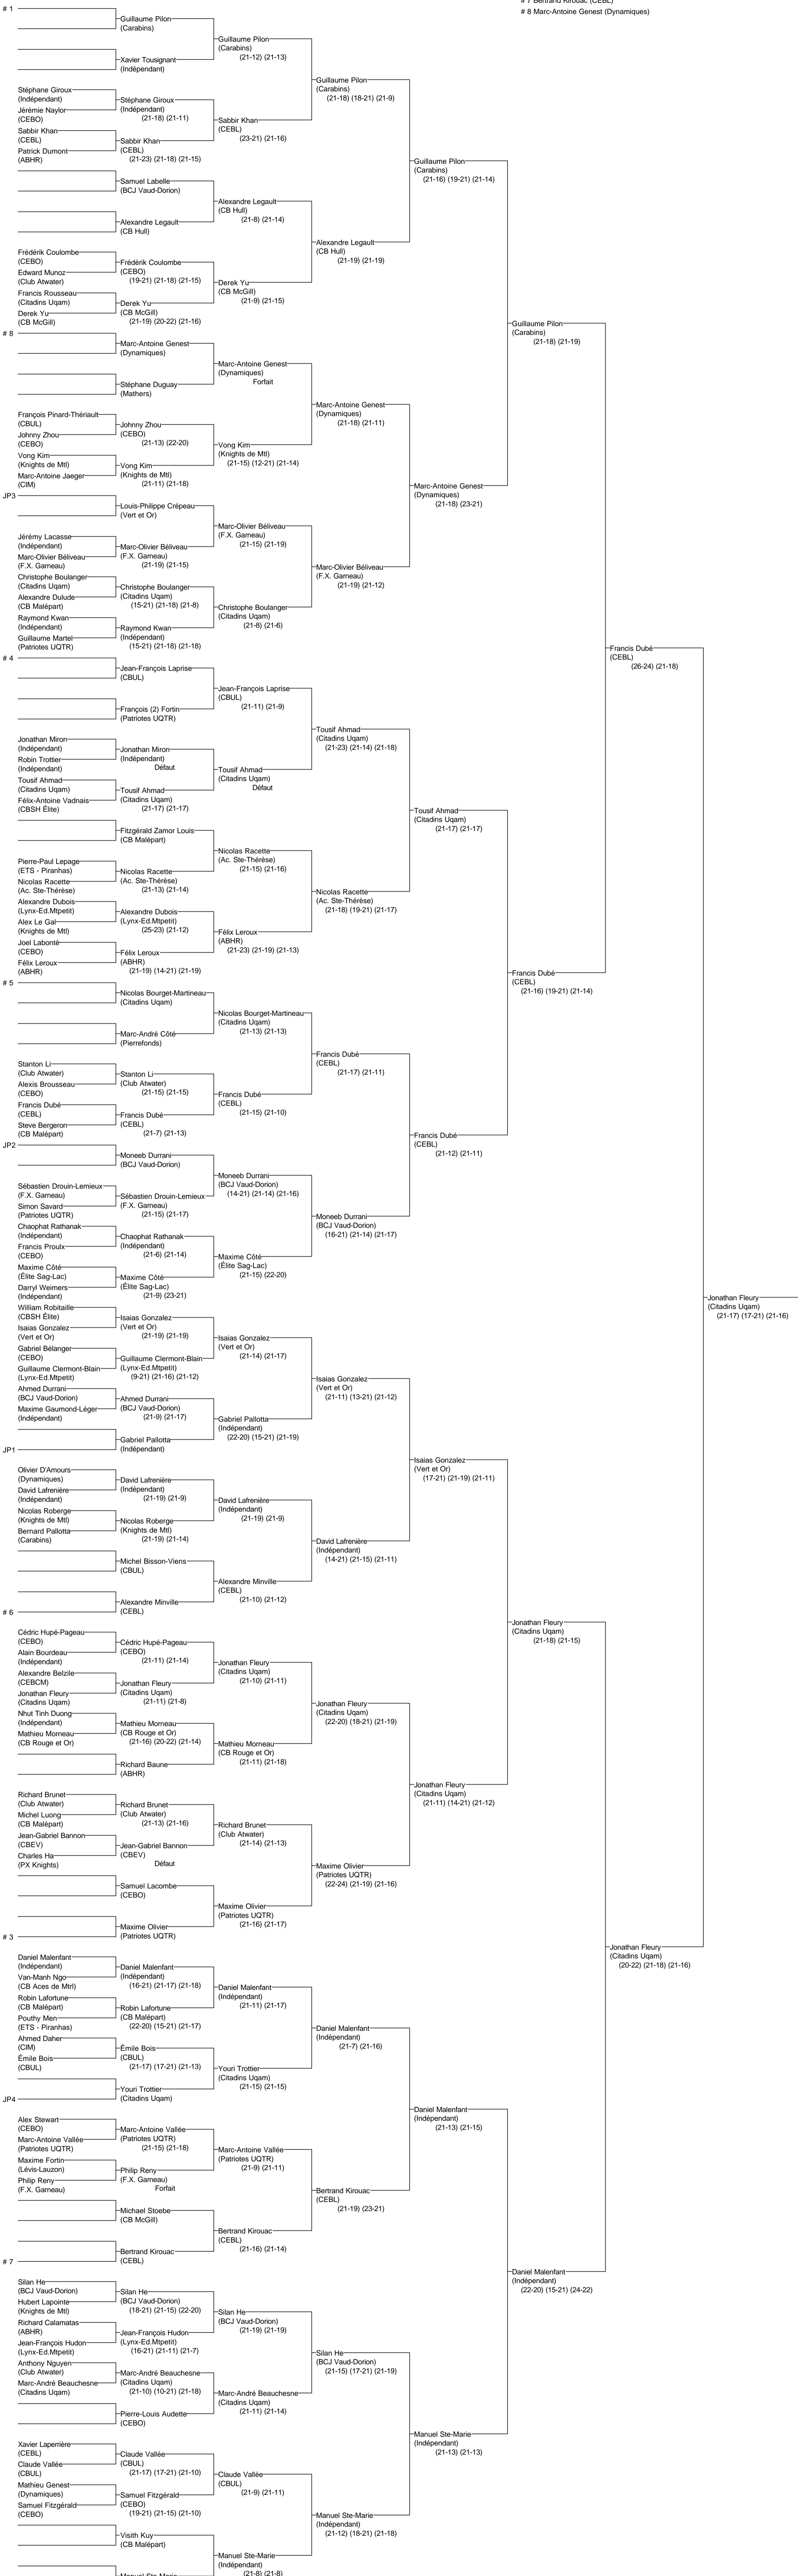 # 7 Bertrand Kirouac (CEBL)
# 8 Marc-Antoine Genest (Dynamiques)
# 1
Stéphane Giroux
(Indépendant)
Jérémie Naylor
(CEBO)
Sabbir Khan
(CEBL)
Patrick Dumont
(ABHR)
Frédérik Coulombe
(CEBO)
Edward Munoz
(Club Atwater)
Francis Rousseau
(Citadins Uqam)
Derek Yu
(CB McGill)
# 8
François Pinard-Thériault
(CBUL)
Johnny Zhou
(CEBO)
Vong Kim
(Knights de Mtl)
Marc-Antoine Jaeger
(CIM)
JP3
Jérémy Lacasse
(Indépendant)
Marc-Olivier Béliveau
(F.X. Garneau)
Christophe Boulanger
(Citadins Uqam)
Alexandre Dulude
(CB Malépart)
Raymond Kwan
(Indépendant)
Guillaume Martel
(Patriotes UQTR)
# 4
Jonathan Miron
(Indépendant)
Robin Trottier
(Indépendant)
Tousif Ahmad
(Citadins Uqam)
Félix-Antoine Vadnais
(CBSH Élite)
Pierre-Paul Lepage
(ETS - Piranhas)
Nicolas Racette
(Ac. Ste-Thérèse)
Alexandre Dubois
(Lynx-Ed.Mtpetit)
Alex Le Gal
(Knights de Mtl)
Joel Labonté
(CEBO)
Félix Leroux
(ABHR)
# 5
Stanton Li
(Club Atwater)
Alexis Brousseau
(CEBO)
Francis Dubé
(CEBL)
Steve Bergeron
(CB Malépart)
JP2
Sébastien Drouin-Lemieux
(F.X. Garneau)
Simon Savard
(Patriotes UQTR)
Chaophat Rathanak
(Indépendant)
Francis Proulx
(CEBO)
Maxime Côté
(Élite Sag-Lac)
Darryl Weimers
(Indépendant)
William Robitaille
(CBSH Élite)
Isaias Gonzalez
(Vert et Or)
Gabriel Bélanger
(CEBO)
Guillaume Clermont-Blain
(Lynx-Ed.Mtpetit)
Ahmed Durrani
(BCJ Vaud-Dorion)
Maxime Gaumond-Léger
(Indépendant)
JP1
Olivier D'Amours
(Dynamiques)
David Lafrenière
(Indépendant)
Nicolas Roberge
(Knights de Mtl)
Bernard Pallotta
(Carabins)
# 6
Cédric Hupé-Pageau
(CEBO)
Alain Bourdeau
(Indépendant)
Alexandre Belzile
(CEBCM)
Jonathan Fleury
(Citadins Uqam)
Nhut Tinh Duong
(Indépendant)
Mathieu Morneau
(CB Rouge et Or)
Richard Brunet
(Club Atwater)
Michel Luong
(CB Malépart)
Jean-Gabriel Bannon
(CBEV)
Charles Ha
(PX Knights)
# 3
Daniel Malenfant
(Indépendant)
Van-Manh Ngo
(CB Aces de Mtrl)
Robin Lafortune
(CB Malépart)
Pouthy Men
(ETS - Piranhas)
Ahmed Daher
(CIM)
Émile Bois
(CBUL)
JP4
Alex Stewart
(CEBO)
Marc-Antoine Vallée
(Patriotes UQTR)
Maxime Fortin
(Lévis-Lauzon)
Philip Reny
(F.X. Garneau)
# 7
Silan He
(BCJ Vaud-Dorion)
Hubert Lapointe
(Knights de Mtl)
Richard Calamatas
(ABHR)
Jean-François Hudon
(Lynx-Ed.Mtpetit)
Anthony Nguyen
(Club Atwater)
Marc-André Beauchesne
(Citadins Uqam)
Xavier Laperrière
(CEBL)
Claude Vallée
(CBUL)
Mathieu Genest
(Dynamiques)
Samuel Fitzgérald
(CEBO)
Guillaume Pilon
(Carabins)
Xavier Tousignant
(Indépendant)
Stéphane Giroux
(Indépendant)
(21-18) (21-11)
Sabbir Khan
(CEBL)
(21-23) (21-18) (21-15)
Samuel Labelle
(BCJ Vaud-Dorion)
Alexandre Legault
(CB Hull)
Frédérik Coulombe
(CEBO)
(19-21) (21-18) (21-15)
Derek Yu
(CB McGill)
(21-19) (20-22) (21-16)
Marc-Antoine Genest
(Dynamiques)
Stéphane Duguay
(Mathers)
Johnny Zhou
(CEBO)
(21-13) (22-20)
Vong Kim
(Knights de Mtl)
(21-11) (21-18)
Louis-Philippe Crépeau
(Vert et Or)
Marc-Olivier Béliveau
(F.X. Garneau)
(21-19) (21-15)
Christophe Boulanger
(Citadins Uqam)
(15-21) (21-18) (21-8)
Raymond Kwan
(Indépendant)
(15-21) (21-18) (21-18)
Jean-François Laprise
(CBUL)
François (2) Fortin
(Patriotes UQTR)
Jonathan Miron
(Indépendant)
Défaut
Tousif Ahmad
(Citadins Uqam)
(21-17) (21-17)
Fitzgérald Zamor Louis
(CB Malépart)
Nicolas Racette
(Ac. Ste-Thérèse)
(21-13) (21-14)
Alexandre Dubois
(Lynx-Ed.Mtpetit)
(25-23) (21-12)
Félix Leroux
(ABHR)
(21-19) (14-21) (21-19)
Nicolas Bourget-Martineau
(Citadins Uqam)
Marc-André Côté
(Pierrefonds)
Stanton Li
(Club Atwater)
(21-15) (21-15)
Francis Dubé
(CEBL)
(21-7) (21-13)
Moneeb Durrani
(BCJ Vaud-Dorion)
Sébastien Drouin-Lemieux
(F.X. Garneau)
(21-15) (21-17)
Chaophat Rathanak
(Indépendant)
(21-6) (21-14)
Maxime Côté
(Élite Sag-Lac)
(21-9) (23-21)
Isaias Gonzalez
(Vert et Or)
(21-19) (21-19)
Guillaume Clermont-Blain
(Lynx-Ed.Mtpetit)
(9-21) (21-16) (21-12)
Ahmed Durrani
(BCJ Vaud-Dorion)
(21-9) (21-17)
Gabriel Pallotta
(Indépendant)
David Lafrenière
(Indépendant)
(21-19) (21-9)
Nicolas Roberge
(Knights de Mtl)
(21-19) (21-14)
Michel Bisson-Viens
(CBUL)
Alexandre Minville
(CEBL)
Cédric Hupé-Pageau
(CEBO)
(21-11) (21-14)
Jonathan Fleury
(Citadins Uqam)
(21-11) (21-8)
Mathieu Morneau
(CB Rouge et Or)
(21-16) (20-22) (21-14)
Richard Baune
(ABHR)
Richard Brunet
(Club Atwater)
(21-13) (21-16)
Jean-Gabriel Bannon
(CBEV)
Défaut
Samuel Lacombe
(CEBO)
Maxime Olivier
(Patriotes UQTR)
Daniel Malenfant
(Indépendant)
(16-21) (21-17) (21-18)
Robin Lafortune
(CB Malépart)
(22-20) (15-21) (21-17)
Émile Bois
(CBUL)
(21-17) (17-21) (21-13)
Youri Trottier
(Citadins Uqam)
Marc-Antoine Vallée
(Patriotes UQTR)
(21-15) (21-18)
Philip Reny
(F.X. Garneau)
Forfait
Michael Stoebe
(CB McGill)
Bertrand Kirouac
(CEBL)
Silan He
(BCJ Vaud-Dorion)
(18-21) (21-15) (22-20)
Jean-François Hudon
(Lynx-Ed.Mtpetit)
(16-21) (21-11) (21-7)
Marc-André Beauchesne
(Citadins Uqam)
(21-10) (10-21) (21-18)
Pierre-Louis Audette
(CEBO)
Claude Vallée
(CBUL)
(21-17) (17-21) (21-10)
Samuel Fitzgérald
(CEBO)
(19-21) (21-15) (21-10)
Visith Kuy
(CB Malépart)
Manuel Ste-Marie
Guillaume Pilon
(Carabins)
(21-12) (21-13)
Sabbir Khan
(CEBL)
(23-21) (21-16)
Alexandre Legault
(CB Hull)
(21-8) (21-14)
Derek Yu
(CB McGill)
(21-9) (21-15)
Marc-Antoine Genest
(Dynamiques)
Forfait
Vong Kim
(Knights de Mtl)
(21-15) (12-21) (21-14)
Marc-Olivier Béliveau
(F.X. Garneau)
(21-15) (21-19)
Christophe Boulanger
(Citadins Uqam)
(21-8) (21-6)
Jean-François Laprise
(CBUL)
(21-11) (21-9)
Tousif Ahmad
(Citadins Uqam)
Défaut
Nicolas Racette
(Ac. Ste-Thérèse)
(21-15) (21-16)
Félix Leroux
(ABHR)
(21-23) (21-19) (21-13)
Nicolas Bourget-Martineau
(Citadins Uqam)
(21-13) (21-13)
Francis Dubé
(CEBL)
(21-15) (21-10)
Moneeb Durrani
(BCJ Vaud-Dorion)
(14-21) (21-14) (21-16)
Maxime Côté
(Élite Sag-Lac)
(21-15) (22-20)
Isaias Gonzalez
(Vert et Or)
(21-14) (21-17)
Gabriel Pallotta
(Indépendant)
(22-20) (15-21) (21-19)
David Lafrenière
(Indépendant)
(21-19) (21-9)
Alexandre Minville
(CEBL)
(21-10) (21-12)
Jonathan Fleury
(Citadins Uqam)
(21-10) (21-11)
Mathieu Morneau
(CB Rouge et Or)
(21-11) (21-18)
Richard Brunet
(Club Atwater)
(21-14) (21-13)
Maxime Olivier
(Patriotes UQTR)
(21-16) (21-17)
Daniel Malenfant
(Indépendant)
(21-11) (21-17)
Youri Trottier
(Citadins Uqam)
(21-15) (21-15)
Marc-Antoine Vallée
(Patriotes UQTR)
(21-9) (21-11)
Bertrand Kirouac
(CEBL)
(21-16) (21-14)
Silan He
(BCJ Vaud-Dorion)
(21-19) (21-19)
Marc-André Beauchesne
(Citadins Uqam)
(21-11) (21-14)
Claude Vallée
(CBUL)
(21-9) (21-11)
Manuel Ste-Marie
(Indépendant)
(21-8) (21-8)
Guillaume Pilon
(Carabins)
(21-18) (18-21) (21-9)
Alexandre Legault
(CB Hull)
(21-19) (21-19)
Marc-Antoine Genest
(Dynamiques)
(21-18) (21-11)
Marc-Olivier Béliveau
(F.X. Garneau)
(21-19) (21-12)
Tousif Ahmad
(Citadins Uqam)
(21-23) (21-14) (21-18)
Nicolas Racette
(Ac. Ste-Thérèse)
(21-18) (19-21) (21-17)
Francis Dubé
(CEBL)
(21-17) (21-11)
Moneeb Durrani
(BCJ Vaud-Dorion)
(16-21) (21-14) (21-17)
Isaias Gonzalez
(Vert et Or)
(21-11) (13-21) (21-12)
David Lafrenière
(Indépendant)
(14-21) (21-15) (21-11)
Jonathan Fleury
(Citadins Uqam)
(22-20) (18-21) (21-19)
Maxime Olivier
(Patriotes UQTR)
(22-24) (21-19) (21-16)
Daniel Malenfant
(Indépendant)
(21-7) (21-16)
Bertrand Kirouac
(CEBL)
(21-19) (23-21)
Silan He
(BCJ Vaud-Dorion)
(21-15) (17-21) (21-19)
Manuel Ste-Marie
(Indépendant)
(21-12) (18-21) (21-18)
Guillaume Pilon
(Carabins)
(21-16) (19-21) (21-14)
Marc-Antoine Genest
(Dynamiques)
(21-18) (23-21)
Tousif Ahmad
(Citadins Uqam)
(21-17) (21-17)
Francis Dubé
(CEBL)
(21-12) (21-11)
Isaias Gonzalez
(Vert et Or)
(17-21) (21-19) (21-11)
Jonathan Fleury
(Citadins Uqam)
(21-11) (14-21) (21-12)
Daniel Malenfant
(Indépendant)
(21-13) (21-15)
Manuel Ste-Marie
(Indépendant)
(21-13) (21-13)
Guillaume Pilon
(Carabins)
(21-18) (21-19)
Francis Dubé
(CEBL)
(21-16) (19-21) (21-14)
Jonathan Fleury
(Citadins Uqam)
(21-18) (21-15)
Daniel Malenfant
(Indépendant)
(22-20) (15-21) (24-22)
Francis Dubé
(CEBL)
(26-24) (21-18)
Jonathan Fleury
(Citadins Uqam)
(20-22) (21-18) (21-16)
Jonathan Fleury
(Citadins Uqam)
(21-17) (17-21) (21-16)